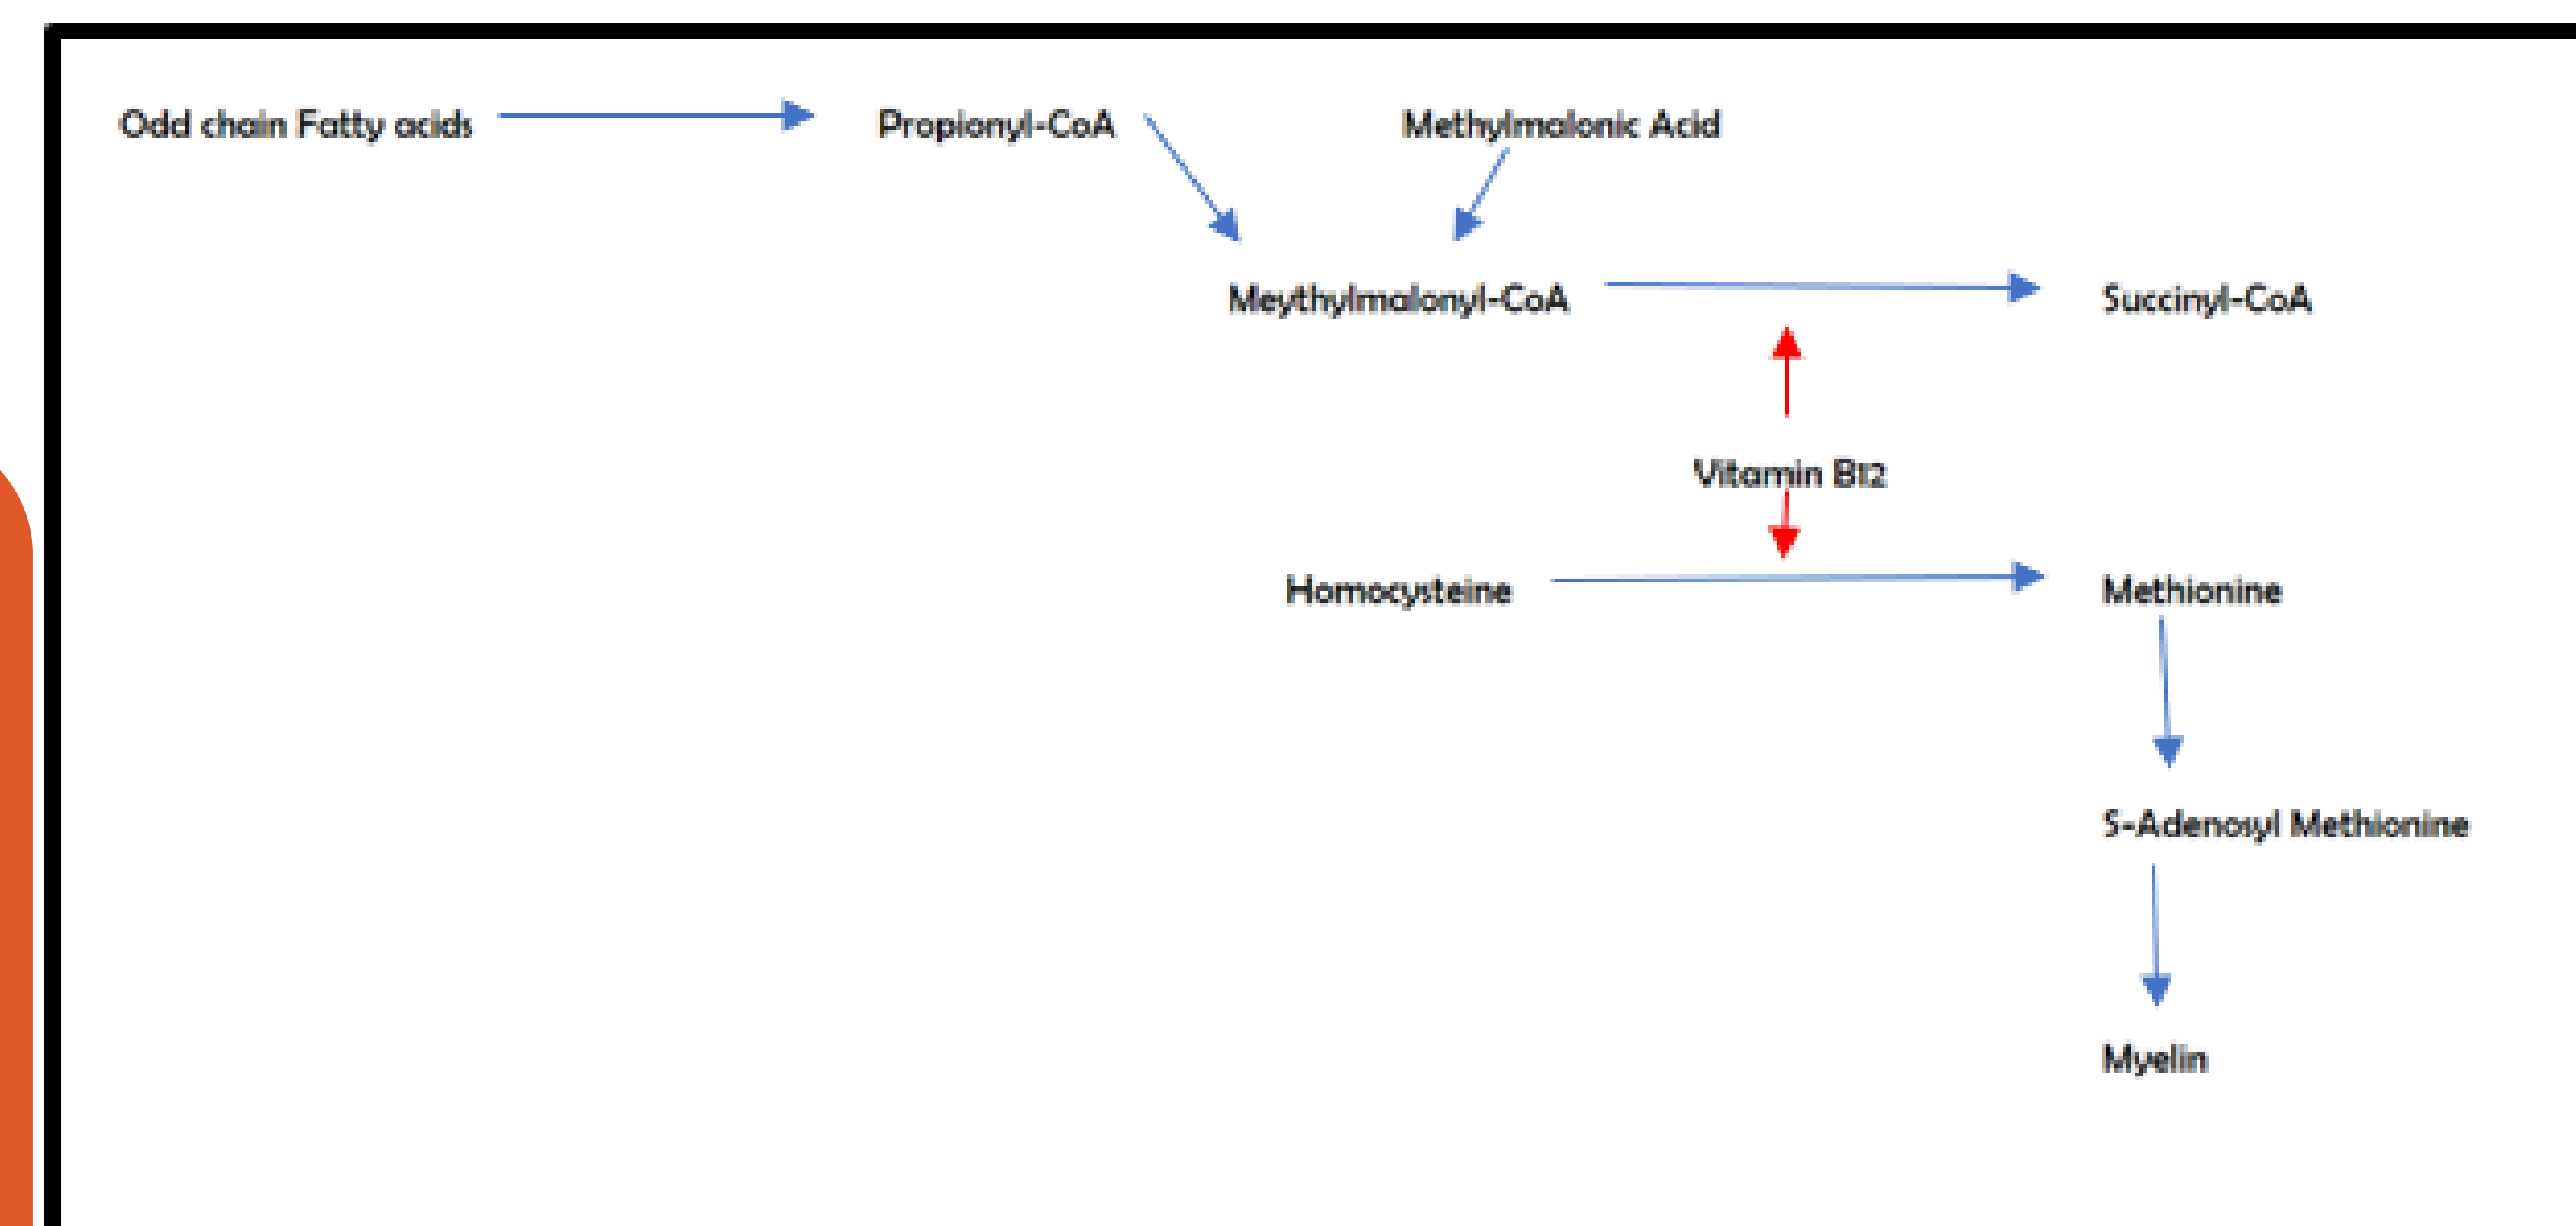 Odd chain Fatty acids
Propionyl-CoA
Methylmalonic Acid
Meythylmalonyl-CoA
Succinyl-CoA
Vitamin B12
Homocysteine
Methionine
S-Adenosyl Methionine
Myelin